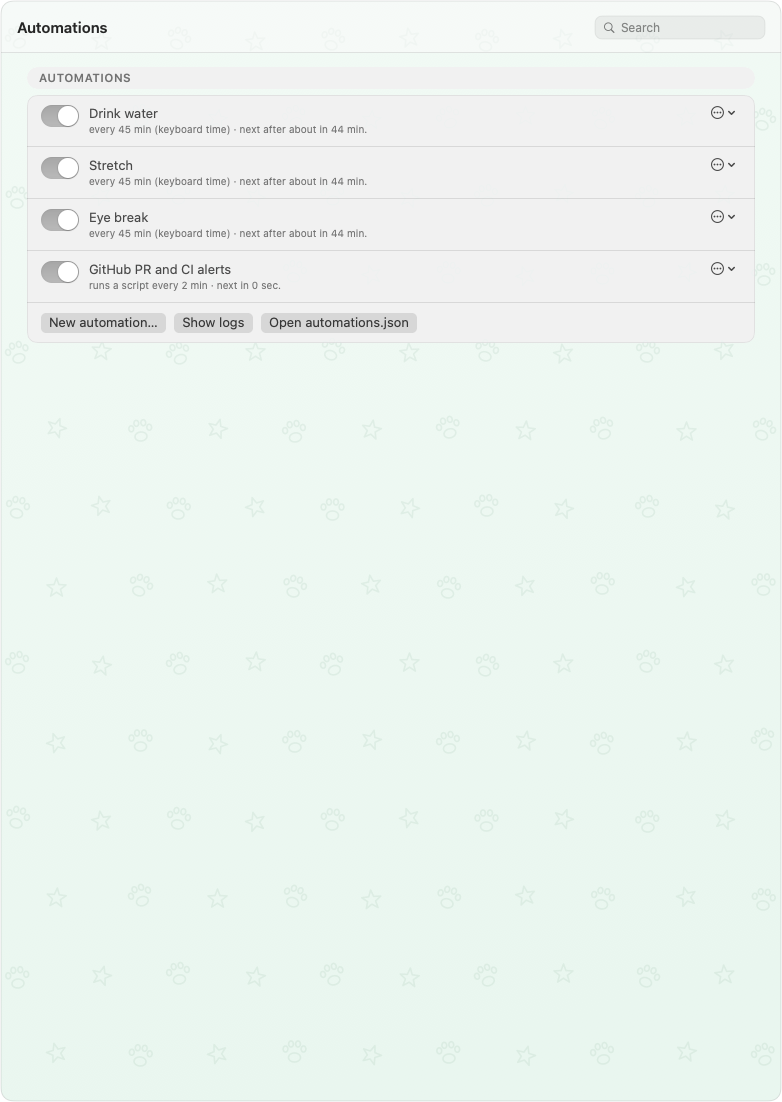 Automations
Search
AUTOMATIONS
Drink water
every 45 min (keyboard time) · next after about in 44 min.
Stretch
every 45 min (keyboard time) · next after about in 44 min.
Eye break
every 45 min (keyboard time) · next after about in 44 min.
GitHub PR and CI alerts
runs a script every 2 min · next in 0 sec.
New automation... Show logs Open automations.json